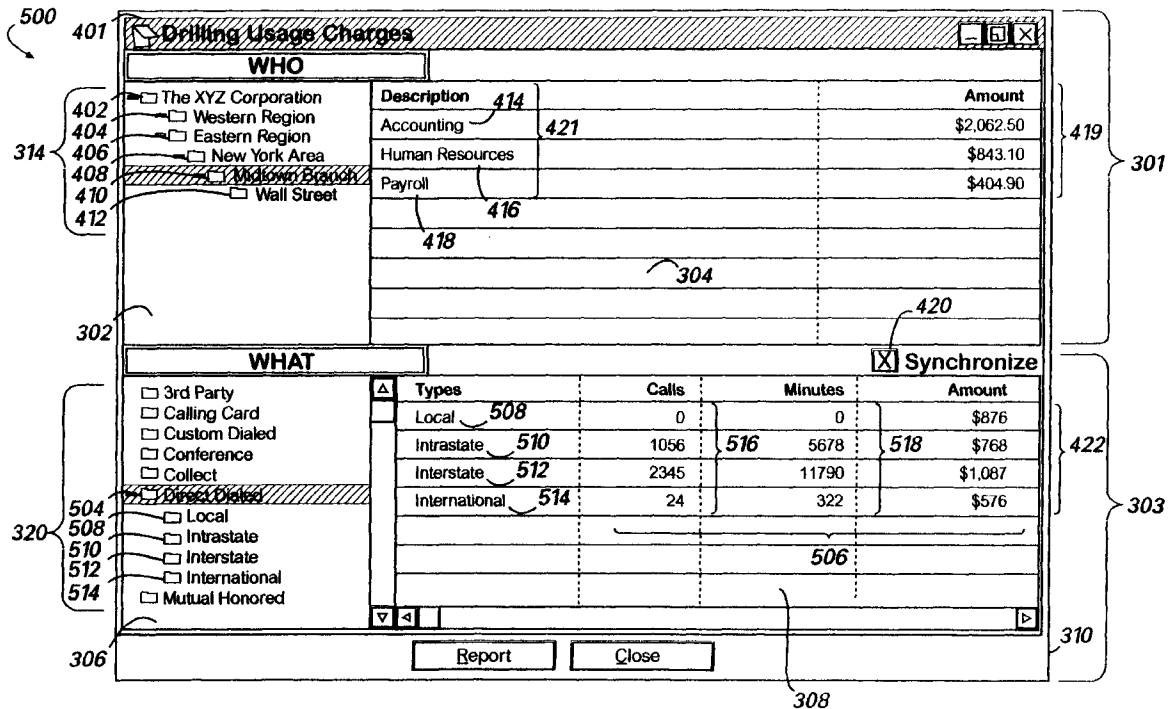 500
401 Drilling Usage Charges
WHO
402 The XYZ Corporation
404 Western Region
406 Eastern Region
408 New York Area
410 Midtown Branch
412 Wall Street
314
302
Description 414 Amount
Accounting $2,062.50
421
Human Resources $843.10
Payroll $404.90
416
418
304
419
301
420
WHAT
X Synchronize
3rd Party
Calling Card
Custom Dialed
Conference
Collect
504 Direct Dialed
508 Local
510 Intrastate
512 Interstate
514 International
Mutual Honored
320
306
Types Calls Minutes Amount
Local 508 0 0 $876
Intrastate 510 1056 516 5678 518 $768
Interstate 512 2345 11790 $1,087
International 514 24 322 $576
506
422
303
310
Report Close
308